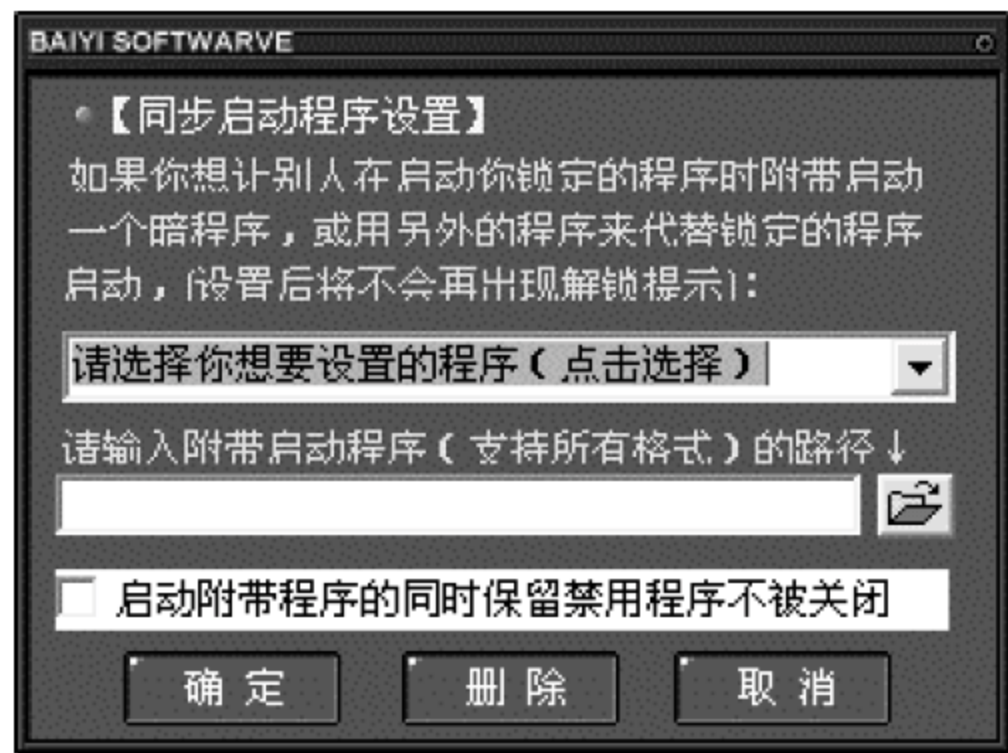 BAIYI SOFTWARVE
【同步启动程序设置】
如果你想让别人在启动你锁定的程序时附带启动
一个暗程序，或用另外的程序来代替锁定的程序
启动，(设置后将不会再出现解锁提示)：
请选择你想要设置的程序(点击选择)
请输入附带启动程序(支持所有格式)的路径↓
启动附带程序的同时保留禁用程序不被关闭
确定 删除 取消